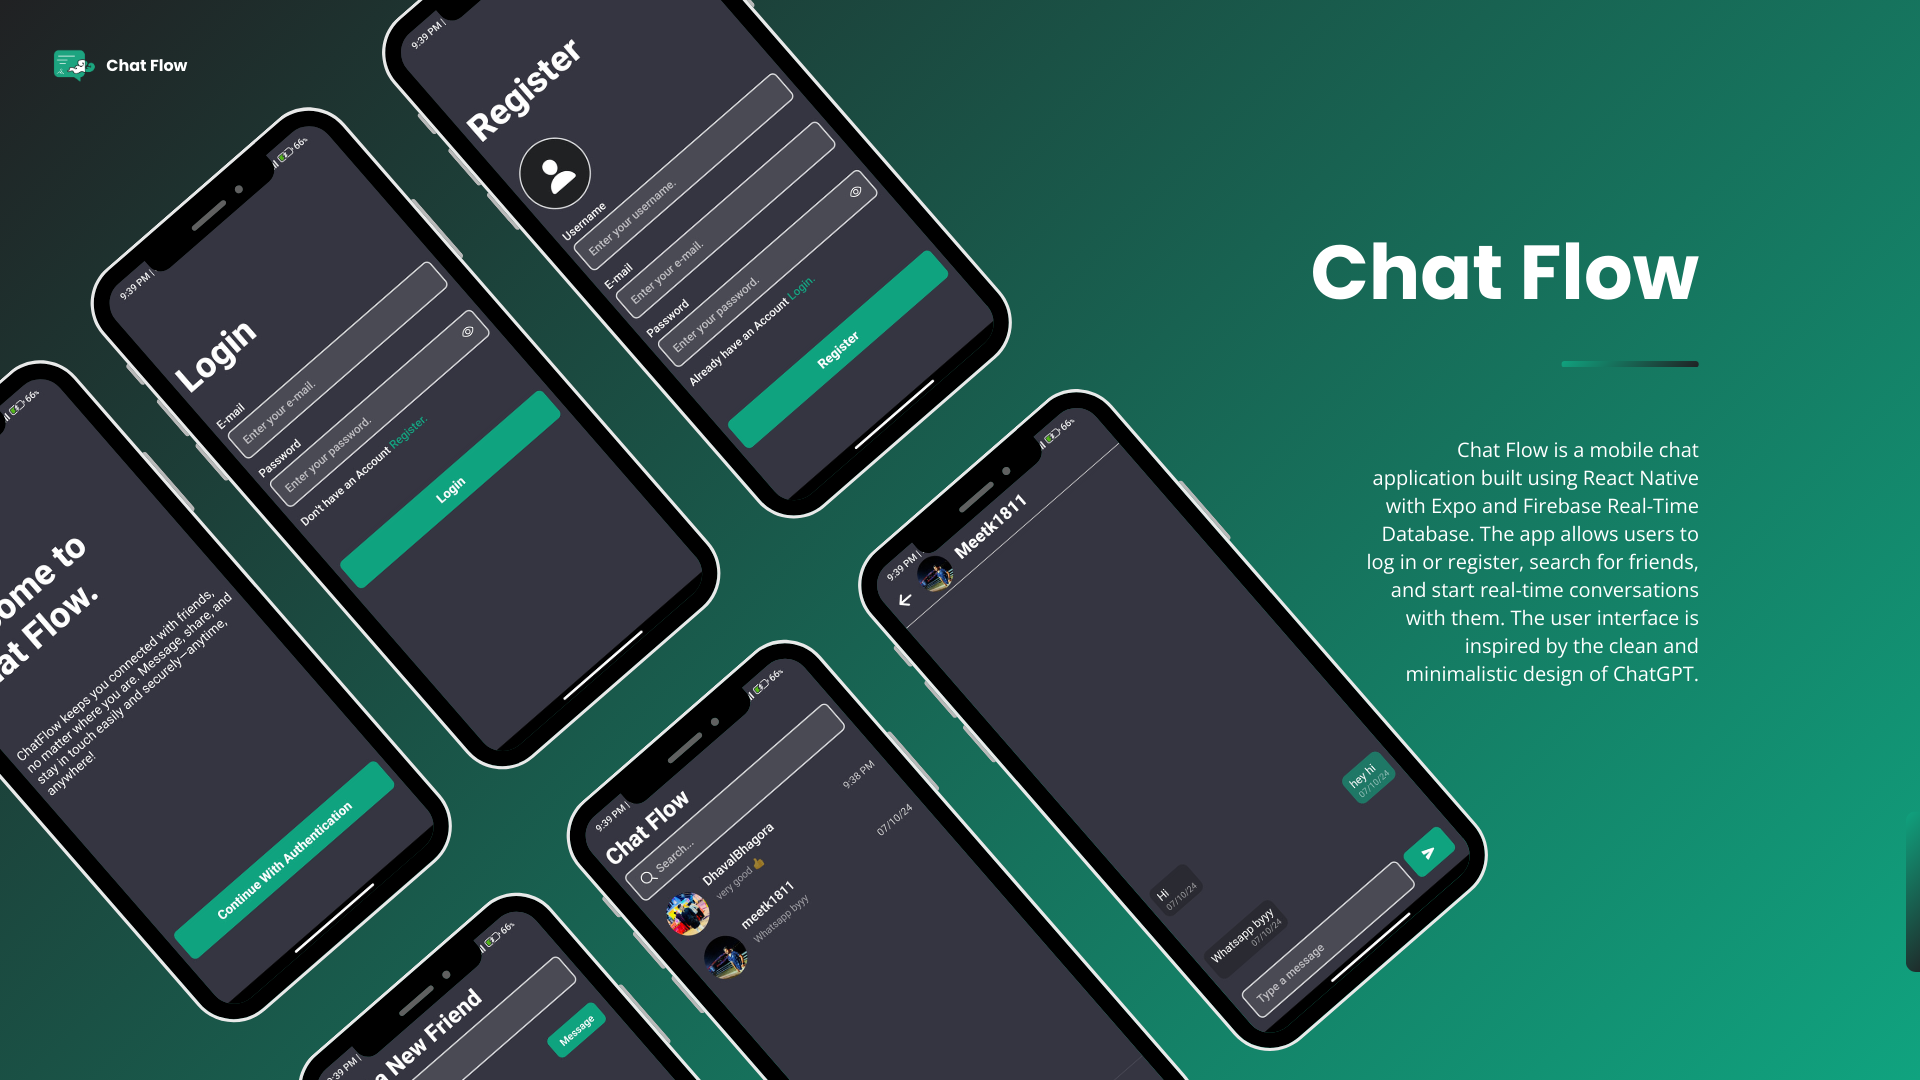 Chat Flow
9:39 PM |
Register
Username
Enter your username.
E-mail
Enter your e-mail.
Password
Enter your password.
Already have an Account Login.
Register
66%
9:39 PM |
Login
E-mail
Enter your e-mail.
Password
Enter your password.
Don't have an Account Register.
Login
66%
ome to
at Flow.
ChatFlow keeps you connected with friends,
no matter where you are. Message, share, and
stay in touch easily and securely—anytime,
anywhere!
Continue With Authentication
66%
9:39 PM |
a New Friend
Message
66%
9:39 PM |
Chat Flow
Search...
DhavalBhagora
very good 👍
9:38 PM
meetk1811
Whatsapp byyy
07/10/24
66%
9:39 PM |
Meetk1811
hey hi
07/10/24
Hi
07/10/24
Whatsapp byyy
07/10/24
Type a message
Chat Flow
Chat Flow is a mobile chat
application built using React Native
with Expo and Firebase Real-Time
Database. The app allows users to
log in or register, search for friends,
and start real-time conversations
with them. The user interface is
inspired by the clean and
minimalistic design of ChatGPT.